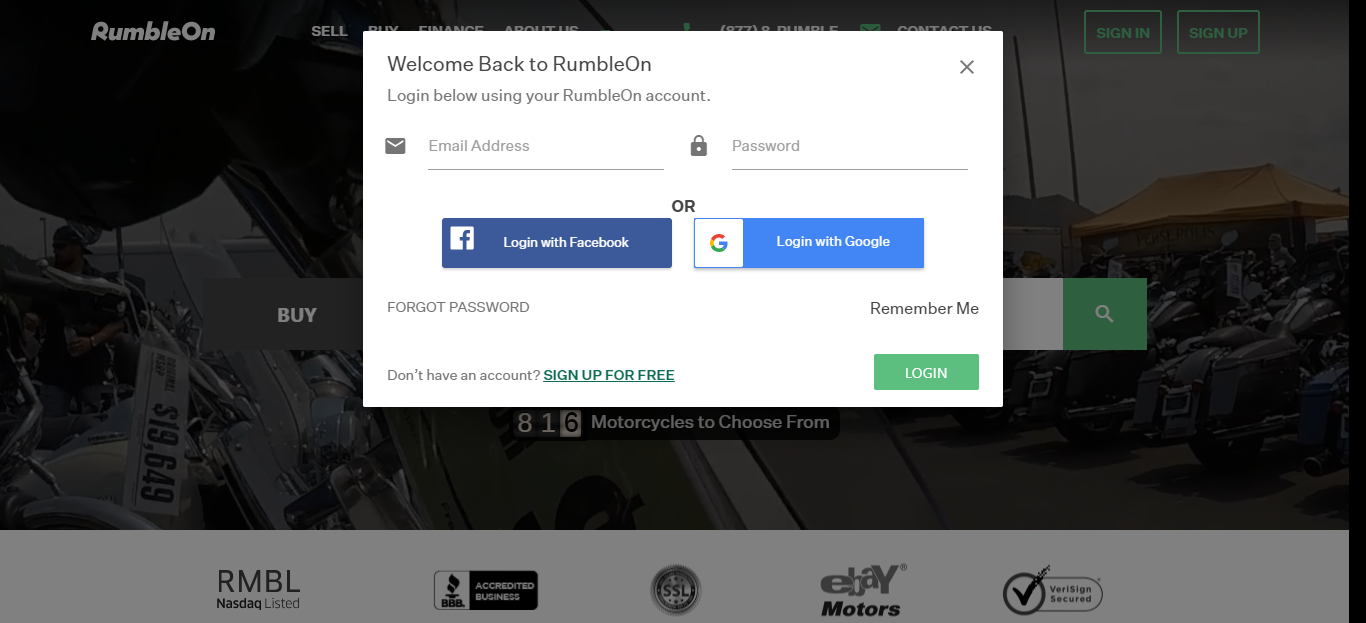 RumbleOn
SELL BUY FINANCE ABOUT US (877) 8-RUMBLE CONTACT US SIGN IN SIGN UP
Welcome Back to RumbleOn
Login below using your RumbleOn account.
Email Address Password
OR
Login with Facebook Login with Google
FORGOT PASSWORD Remember Me
BUY
Don't have an account? SIGN UP FOR FREE LOGIN
816 Motorcycles to Choose From
$19,649
RMBL
Nasdaq Listed
BBB.
ACCREDITED
BUSINESS
SSL
ebay®
Motors
VeriSign
Secured